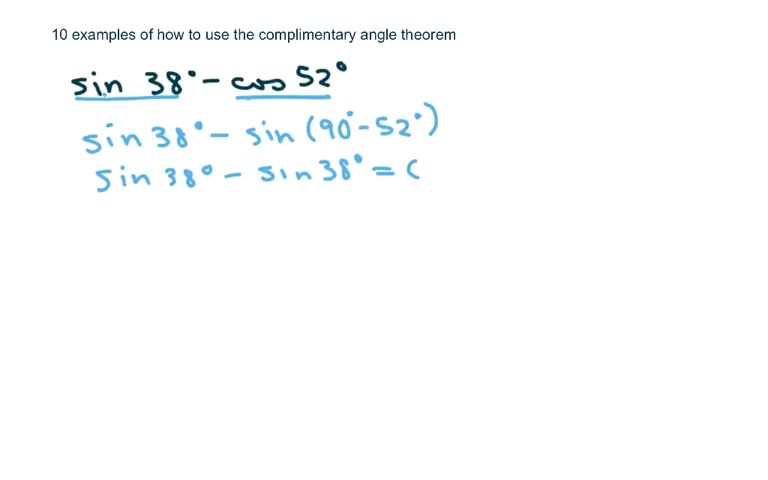 10 examples of how to use the complimentary angle theorem
sin 38° - cos 52°
sin 38° - sin (90° - 52°)
sin 38° - sin 38° = (